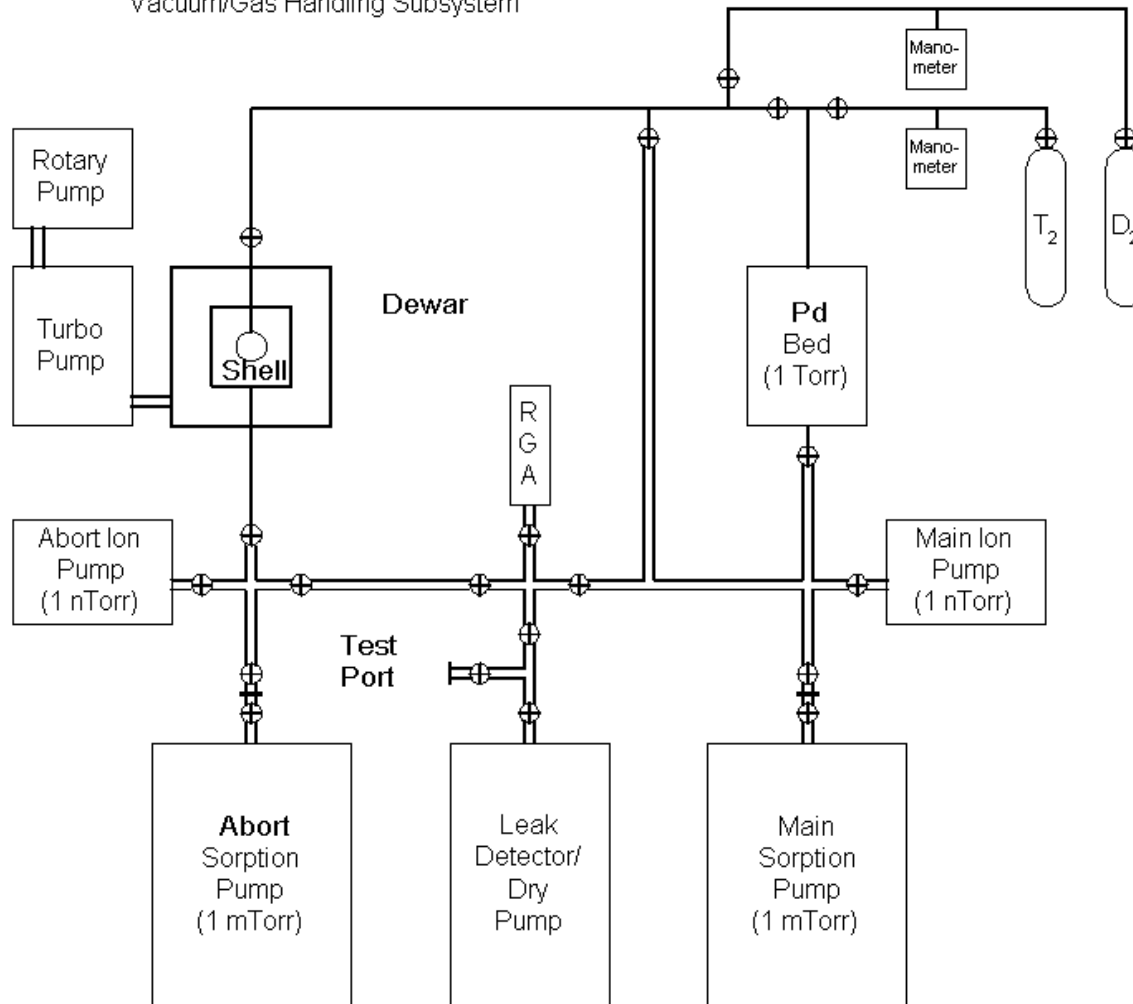 Vacuum/Gas Handling Subsystem
Mano-
meter
Mano-
meter
Rotary
Pump
T2
D2
Turbo
Pump
Shell
Dewar
Pd
Bed
(1 Torr)
R
G
A
Abort Ion
Pump
(1 nTorr)
Main Ion
Pump
(1 nTorr)
Test
Port
Abort
Sorption
Pump
(1 mTorr)
Leak
Detector/
Dry
Pump
Main
Sorption
Pump
(1 mTorr)